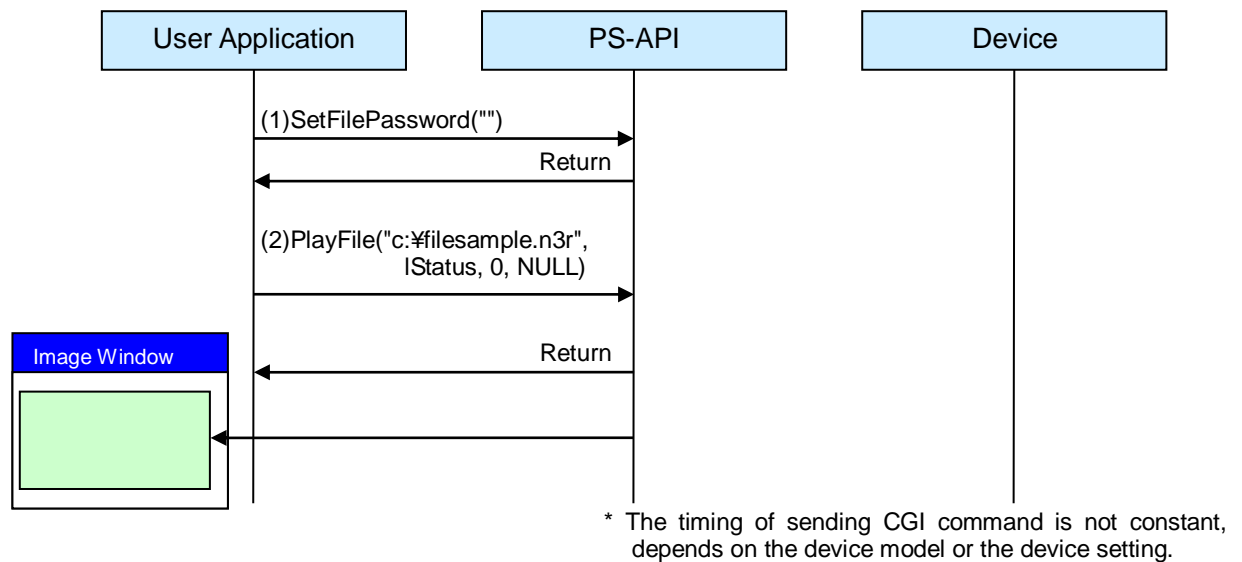 User Application
PS-API
Device
(1)SetFilePassword("")
Return
(2)PlayFile("c:¥filesample.n3r",
lStatus, 0, NULL)
Image Window
Return
* The timing of sending CGI command is not constant,
depends on the device model or the device setting.